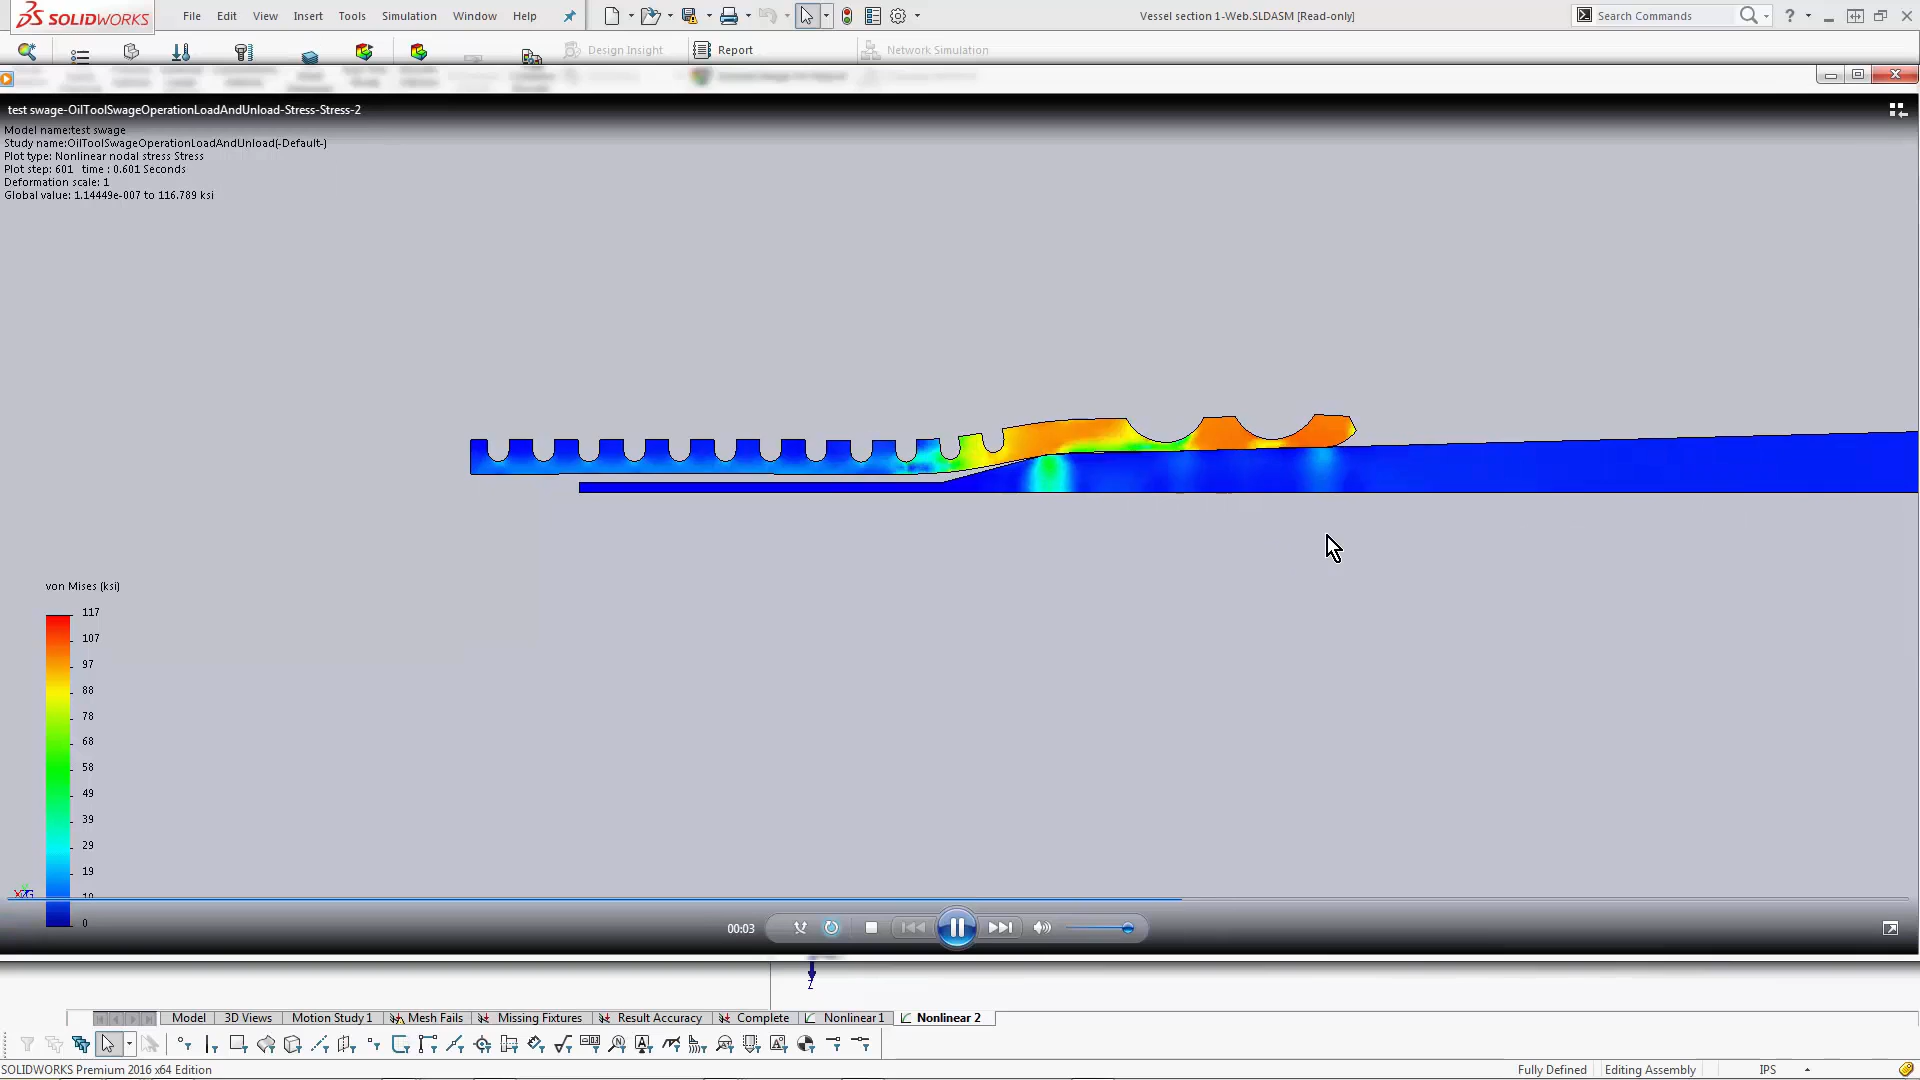 SOLIDWORKS File Edit View Insert Tools Simulation Window Help Vessel section 1-Web.SLDASM [Read-only] Search Commands
Design Insight Report Network Simulation
test swage-OilToolSwageOperationLoadAndUnload-Stress-Stress-2
Model name:test swage
Study name:OilToolSwageOperationLoadAndUnload(-Default-)
Plot type: Nonlinear nodal stress Stress
Plot step: 601 time : 0.601 Seconds
Deformation scale: 1
Global value: 1.14449e-007 to 116.789 ksi
von Mises (ksi)
117
107
97
88
78
68
58
49
39
29
19
10
0
00:03
Z
Model 3D Views Motion Study 1 Mesh Fails Missing Fixtures Result Accuracy Complete Nonlinear 1 Nonlinear 2
SOLIDWORKS Premium 2016 x64 Edition Fully Defined Editing Assembly IPS